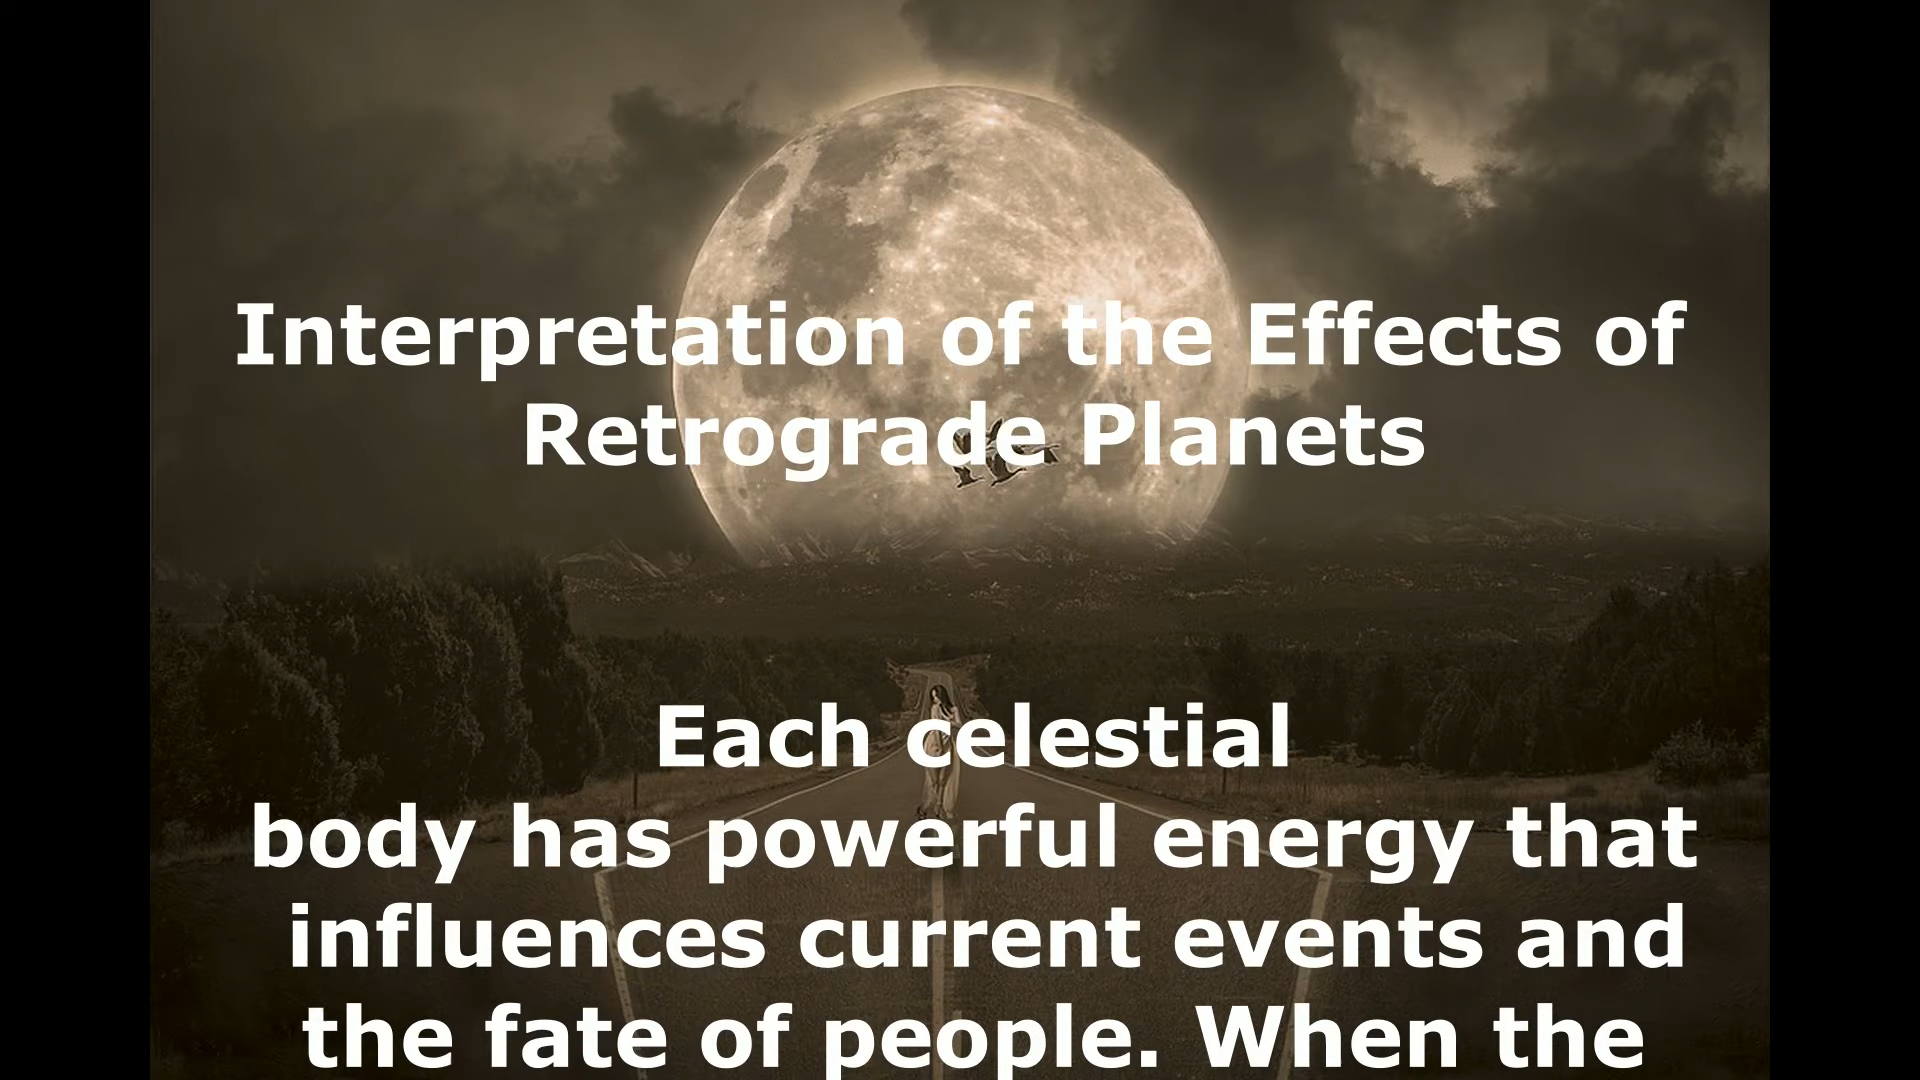 Interpretation of the Effects of
Retrograde Planets
Each celestial
body has powerful energy that
influences current events and
the fate of people. When the